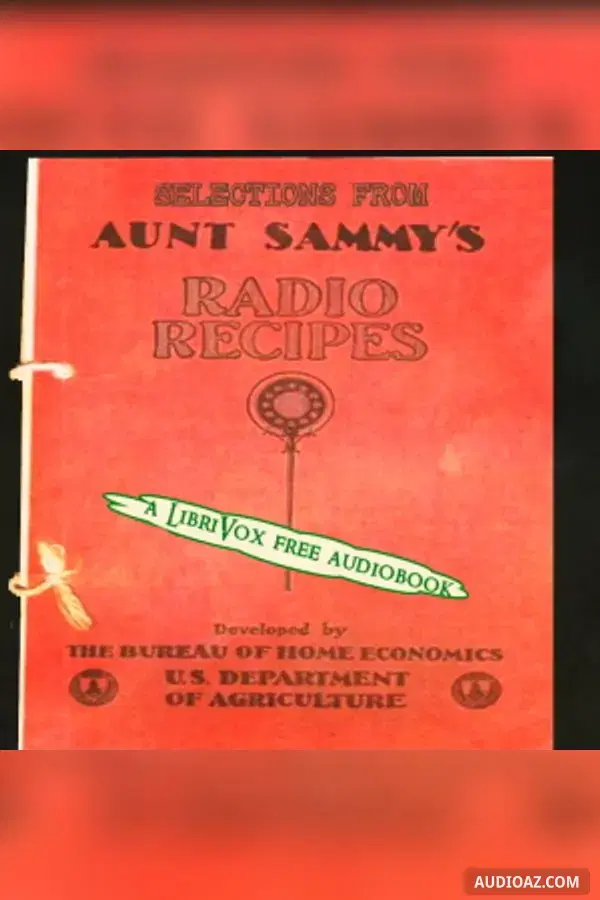 SELECTIONS FROM
AUNT SAMMY'S
RADIO
RECIPES
A LIBRIVOX FREE AUDIOBOOK
Developed by
THE BUREAU OF HOME ECONOMICS
U.S. DEPARTMENT
OF AGRICULTURE
AUDIOAZ.COM